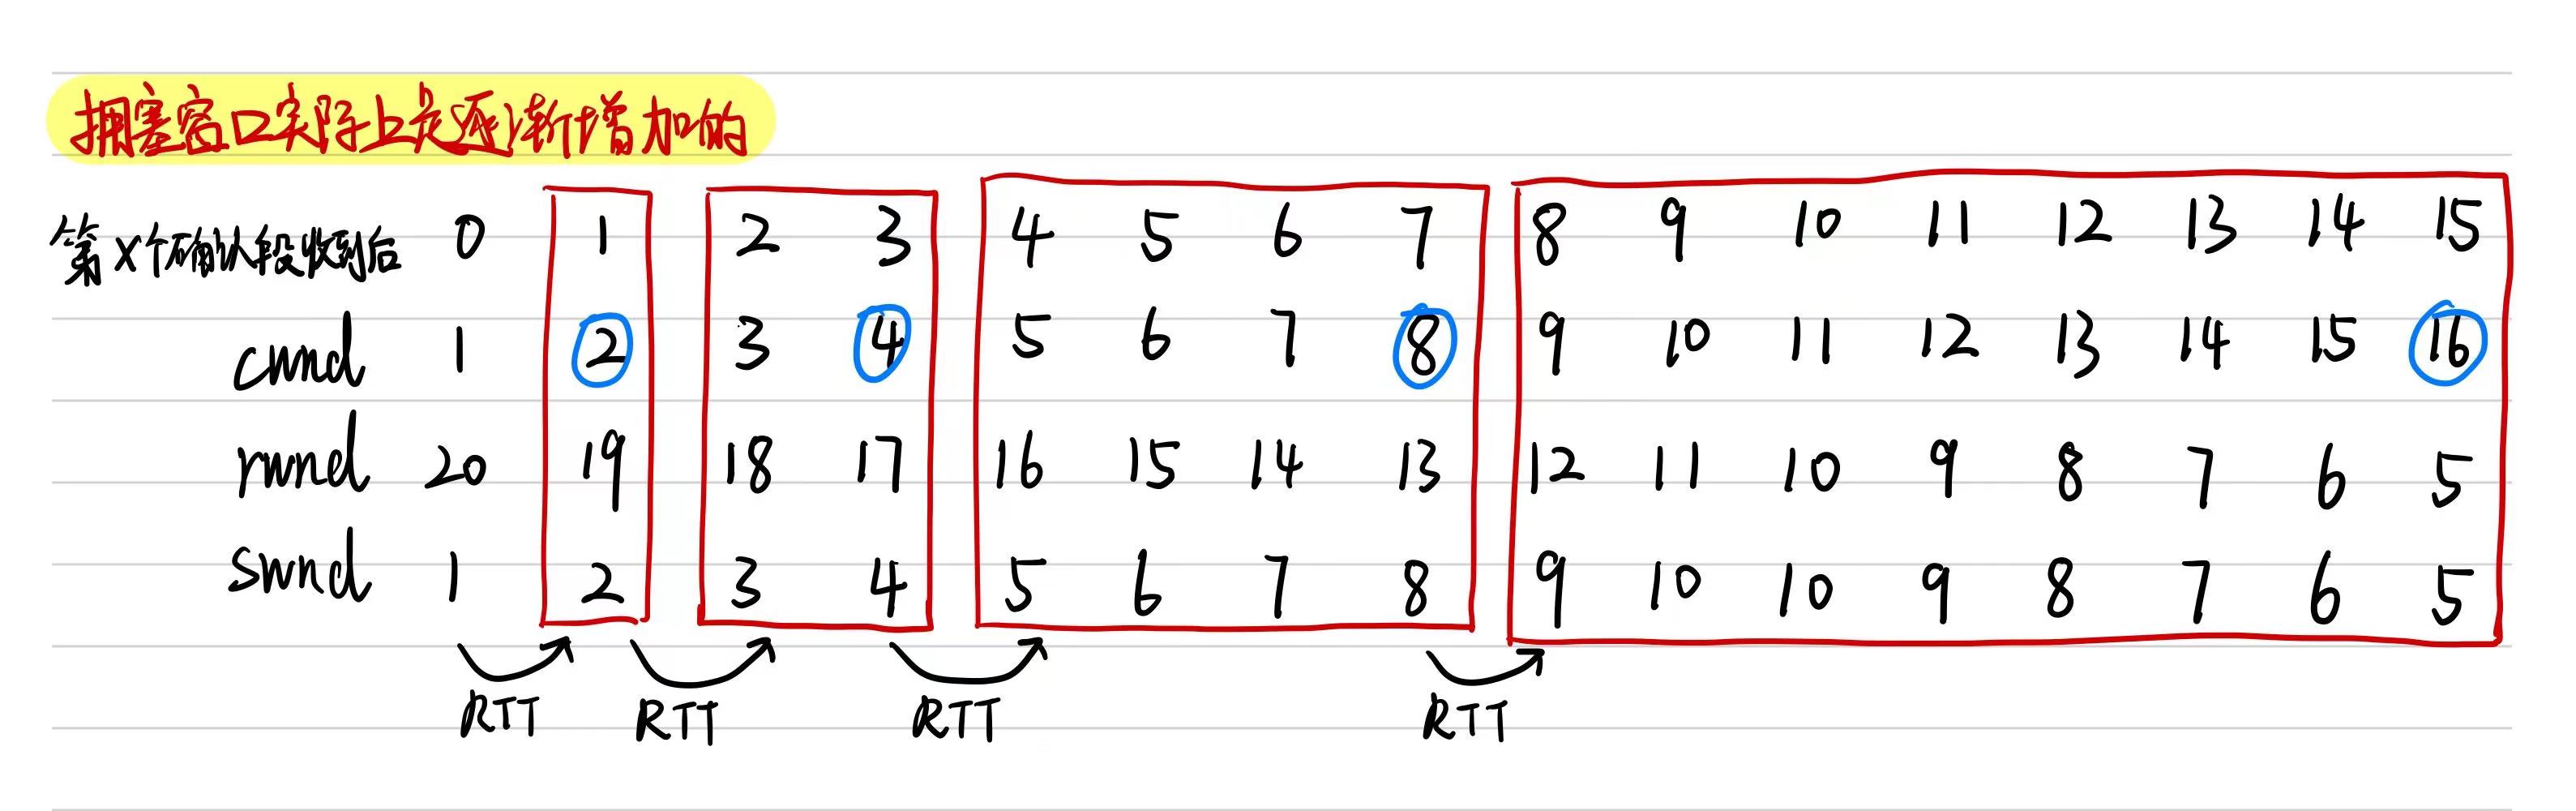 拥塞窗口实际上是逐渐增加的
第x个确认段收到后 0 1 2 3 4 5 6 7 8 9 10 11 12 13 14 15
cwnd 1 2 3 4 5 6 7 8 9 10 11 12 13 14 15 16
rwnd 20 19 18 17 16 15 14 13 12 11 10 9 8 7 6 5
swnd 1 2 3 4 5 6 7 8 9 10 10 9 8 7 6 5
RTT RTT RTT RTT